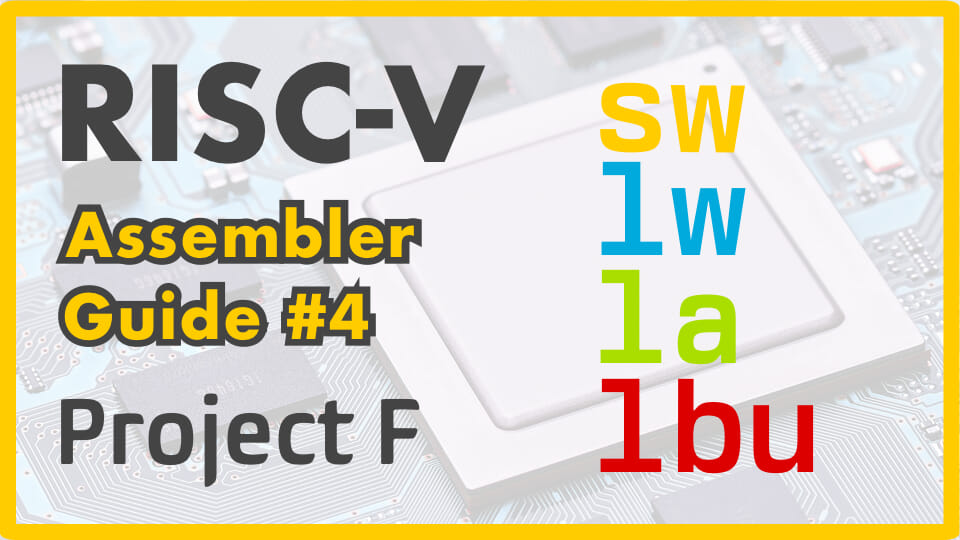 RISC-V
Assembler
Guide #4
Project F
sw
lw
la
lbu